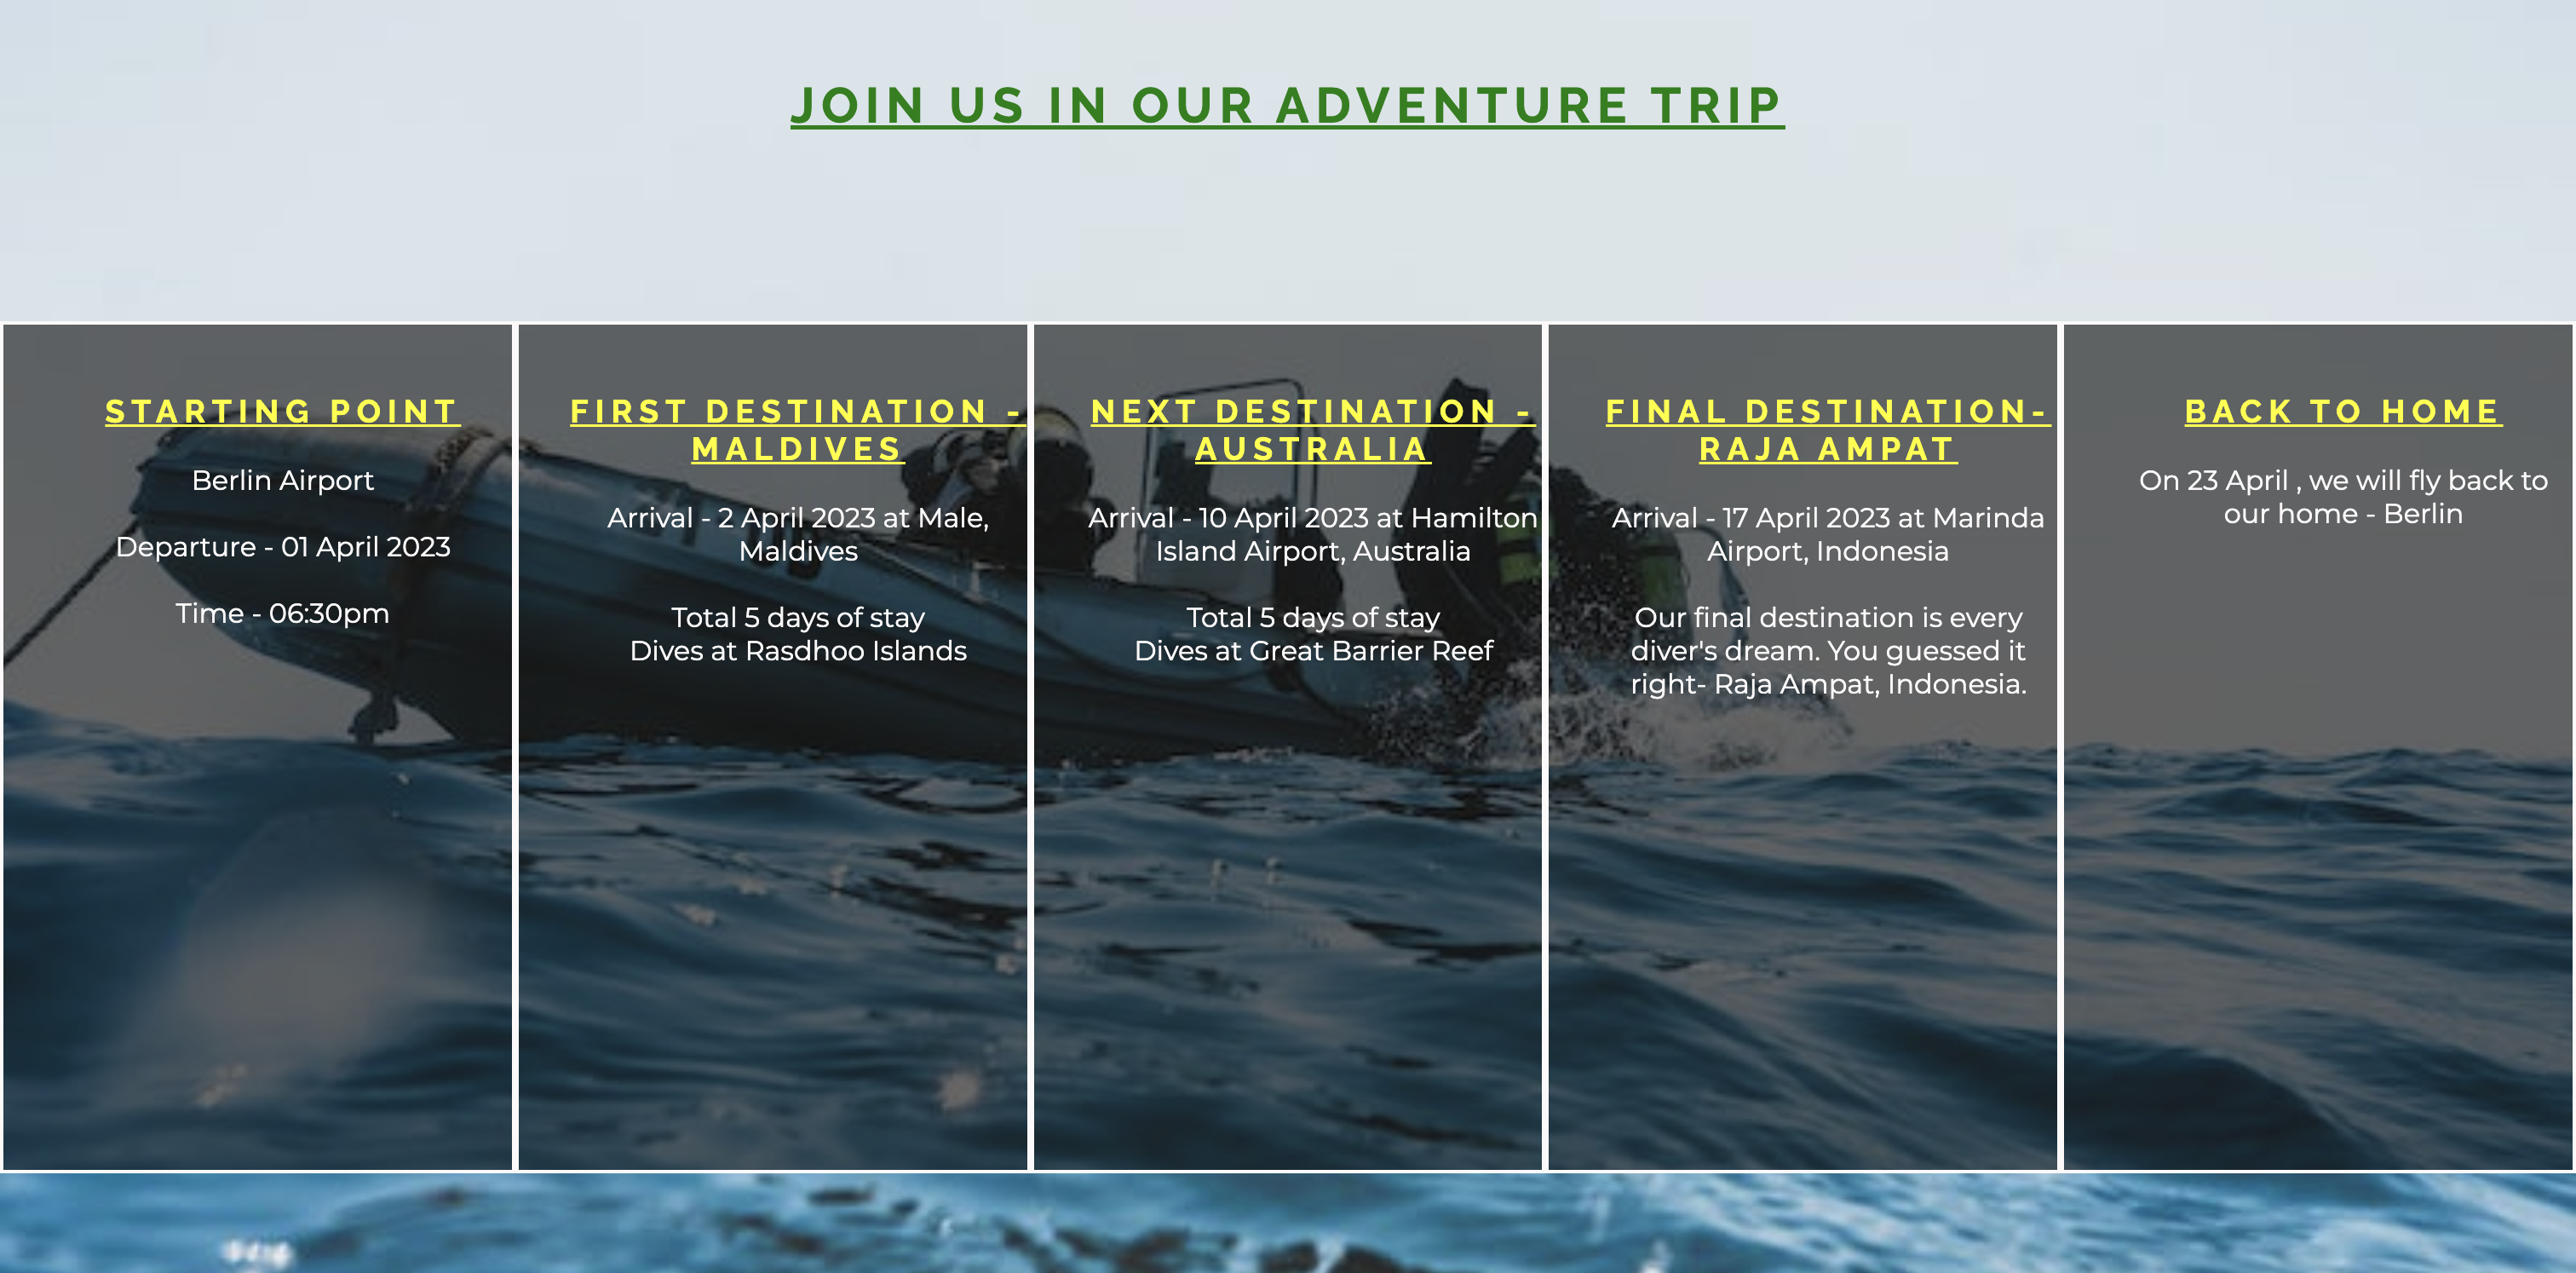 JOIN US IN OUR ADVENTURE TRIP
STARTING POINT
Berlin Airport
Departure - 01 April 2023
Time - 06:30pm
FIRST DESTINATION -
MALDIVES
Arrival - 2 April 2023 at Male,
Maldives
Total 5 days of stay
Dives at Rasdhoo Islands
NEXT DESTINATION -
AUSTRALIA
Arrival - 10 April 2023 at Hamilton
Island Airport, Australia
Total 5 days of stay
Dives at Great Barrier Reef
FINAL DESTINATION-
RAJA AMPAT
Arrival - 17 April 2023 at Marinda
Airport, Indonesia
Our final destination is every
diver's dream. You guessed it
right- Raja Ampat, Indonesia.
BACK TO HOME
On 23 April , we will fly back to
our home - Berlin